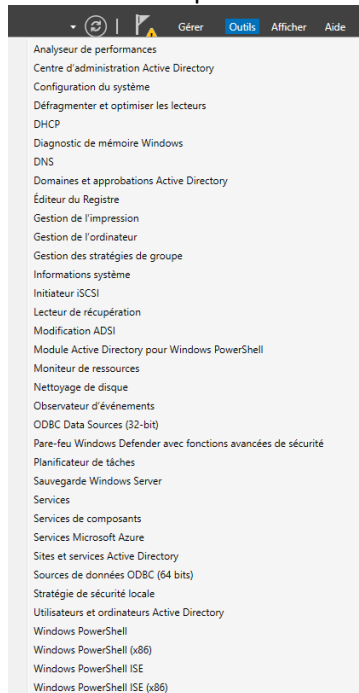 Gérer Outils Afficher Aide
Analyseur de performances
Centre d'administration Active Directory
Configuration du système
Défragmenter et optimiser les lecteurs
DHCP
Diagnostic de mémoire Windows
DNS
Domaines et approbations Active Directory
Éditeur du Registre
Gestion de l'impression
Gestion de l'ordinateur
Gestion des stratégies de groupe
Informations système
Initiateur iSCSI
Lecteur de récupération
Modification ADSI
Module Active Directory pour Windows PowerShell
Moniteur de ressources
Nettoyage de disque
Observateur d'événements
ODBC Data Sources (32-bit)
Pare-feu Windows Defender avec fonctions avancées de sécurité
Planificateur de tâches
Sauvegarde Windows Server
Services
Services de composants
Services Microsoft Azure
Sites et services Active Directory
Sources de données ODBC (64 bits)
Stratégie de sécurité locale
Utilisateurs et ordinateurs Active Directory
Windows PowerShell
Windows PowerShell (x86)
Windows PowerShell ISE
Windows PowerShell ISE (x86)